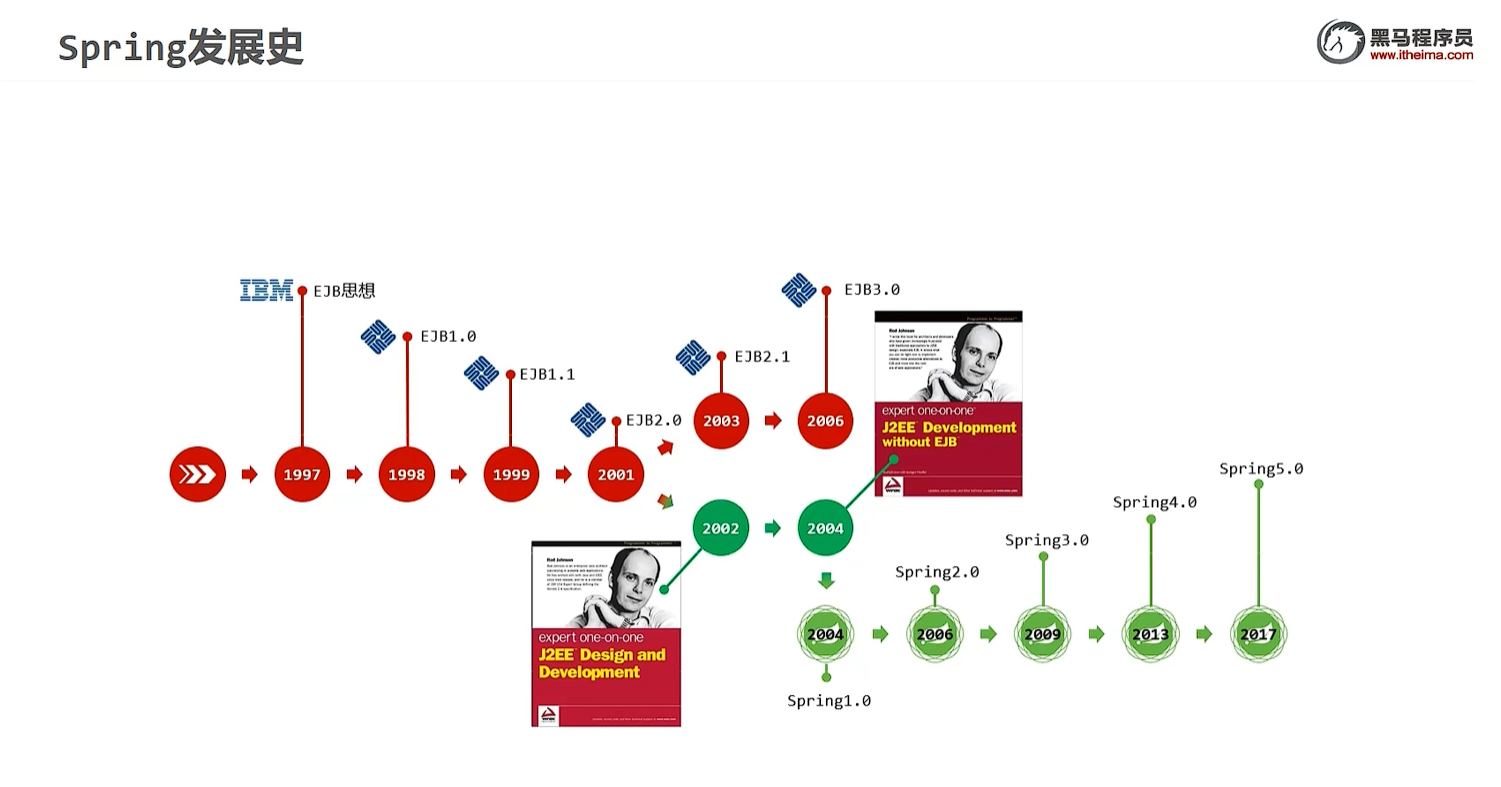 Spring发展史
黑马程序员
www.itheima.com
IBM
EJB思想
EJB1.0
EJB1.1
EJB2.0
EJB2.1
EJB3.0
1997
1998
1999
2001
2003
2006
2002
2004
Rod Johnson
expert one-on-one
J2EE Development
without EJB
Rod Johnson
expert one-on-one
J2EE Design and
Development
2004
2006
2009
2013
2017
Spring1.0
Spring2.0
Spring3.0
Spring4.0
Spring5.0